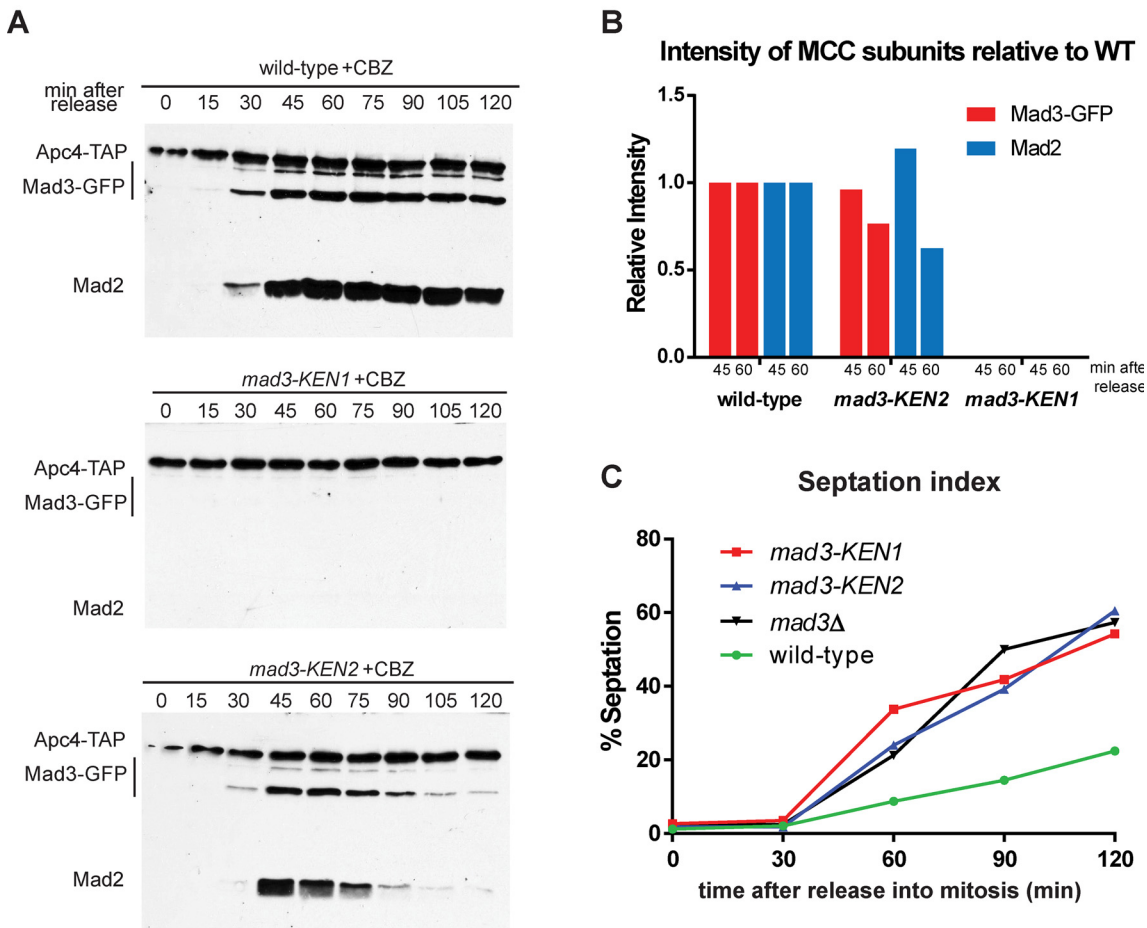 A
wild-type +CBZ
min after
release
0 15 30 45 60 75 90 105 120
Apc4-TAP
Mad3-GFP
Mad2
mad3-KEN1 +CBZ
0 15 30 45 60 75 90 105 120
Apc4-TAP
Mad3-GFP
Mad2
mad3-KEN2 +CBZ
0 15 30 45 60 75 90 105 120
Apc4-TAP
Mad3-GFP
Mad2
B
Intensity of MCC subunits relative to WT
Relative Intensity
1.5
1.0
0.5
0.0
Mad3-GFP
Mad2
45 60 45 60 45 60 45 60 45 60 45 60
min after
release
wild-type mad3-KEN2 mad3-KEN1
C
Septation index
% Septation
80
60
40
20
0
mad3-KEN1
mad3-KEN2
mad3Δ
wild-type
0 30 60 90 120
time after release into mitosis (min)